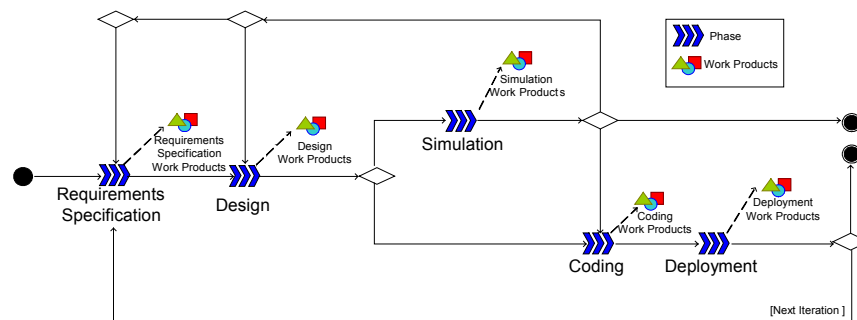 Phase
Work Products
Simulation
Work Products
Requirements
Specification
Work Products
Design
Work Products
Simulation
Requirements
Specification
Design
Coding
Work Products
Deployment
Work Products
Coding
Deployment
[Next Iteration ]